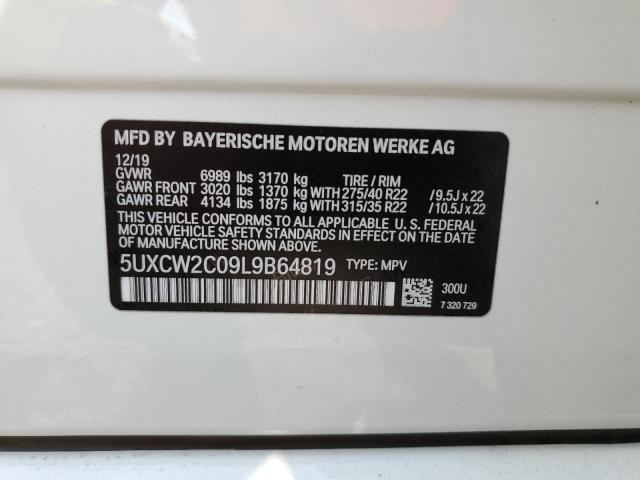 MFD BY BAYERISCHE MOTOREN WERKE AG
12/19
GVWR 6989 lbs 3170 kg TIRE / RIM
GAWR FRONT 3020 lbs 1370 kg WITH 275/40 R22 / 9.5J x 22
GAWR REAR 4134 lbs 1875 kg WITH 315/35 R22 / 10.5J x 22
THIS VEHICLE CONFORMS TO ALL APPLICABLE U. S. FEDERAL
MOTOR VEHICLE SAFETY STANDARDS IN EFFECT ON THE
DATE OF MANUFACTURE SHOWN ABOVE.
5UXCW2C09L9B64819 TYPE: MPV
300U
7 320 729